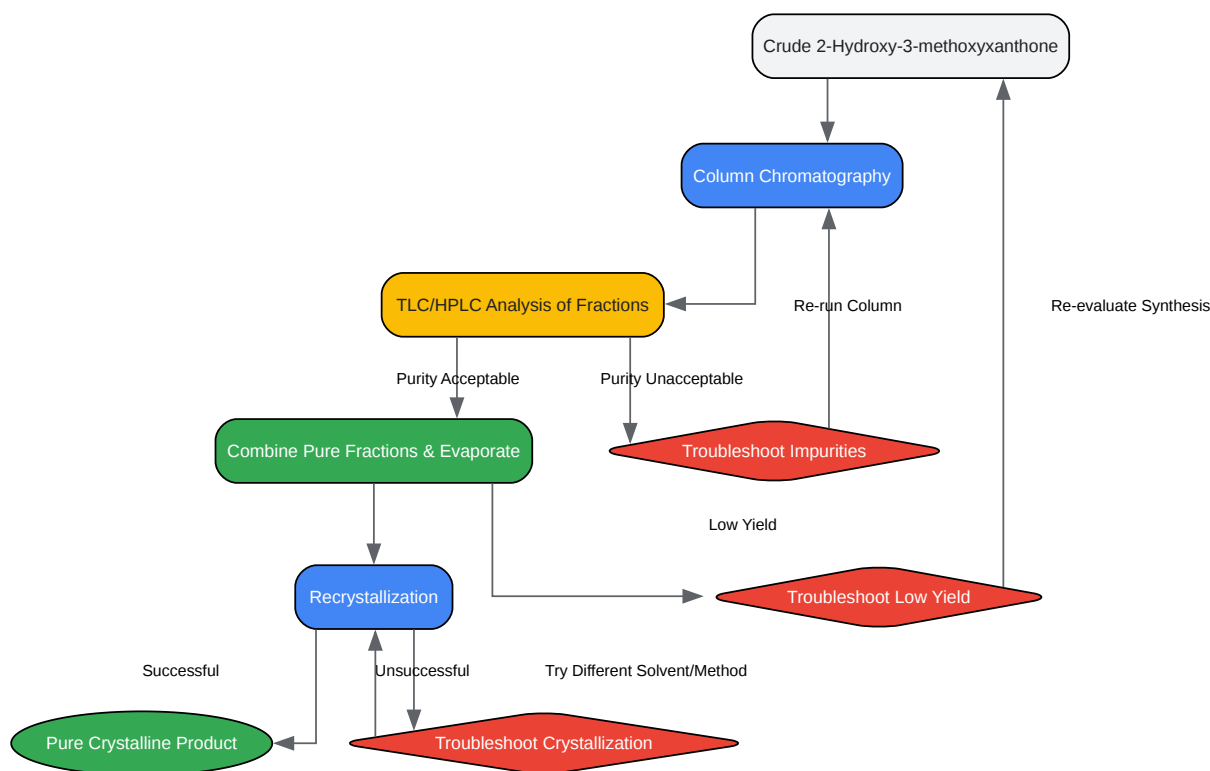 Crude 2-Hydroxy-3-methoxyxanthone
Column Chromatography
TLC/HPLC Analysis of Fractions
Re-run Column
Re-evaluate Synthesis
Purity Acceptable
Purity Unacceptable
Combine Pure Fractions & Evaporate
Troubleshoot Impurities
Low Yield
Recrystallization
Troubleshoot Low Yield
Successful
Unsuccessful
Try Different Solvent/Method
Pure Crystalline Product
Troubleshoot Crystallization